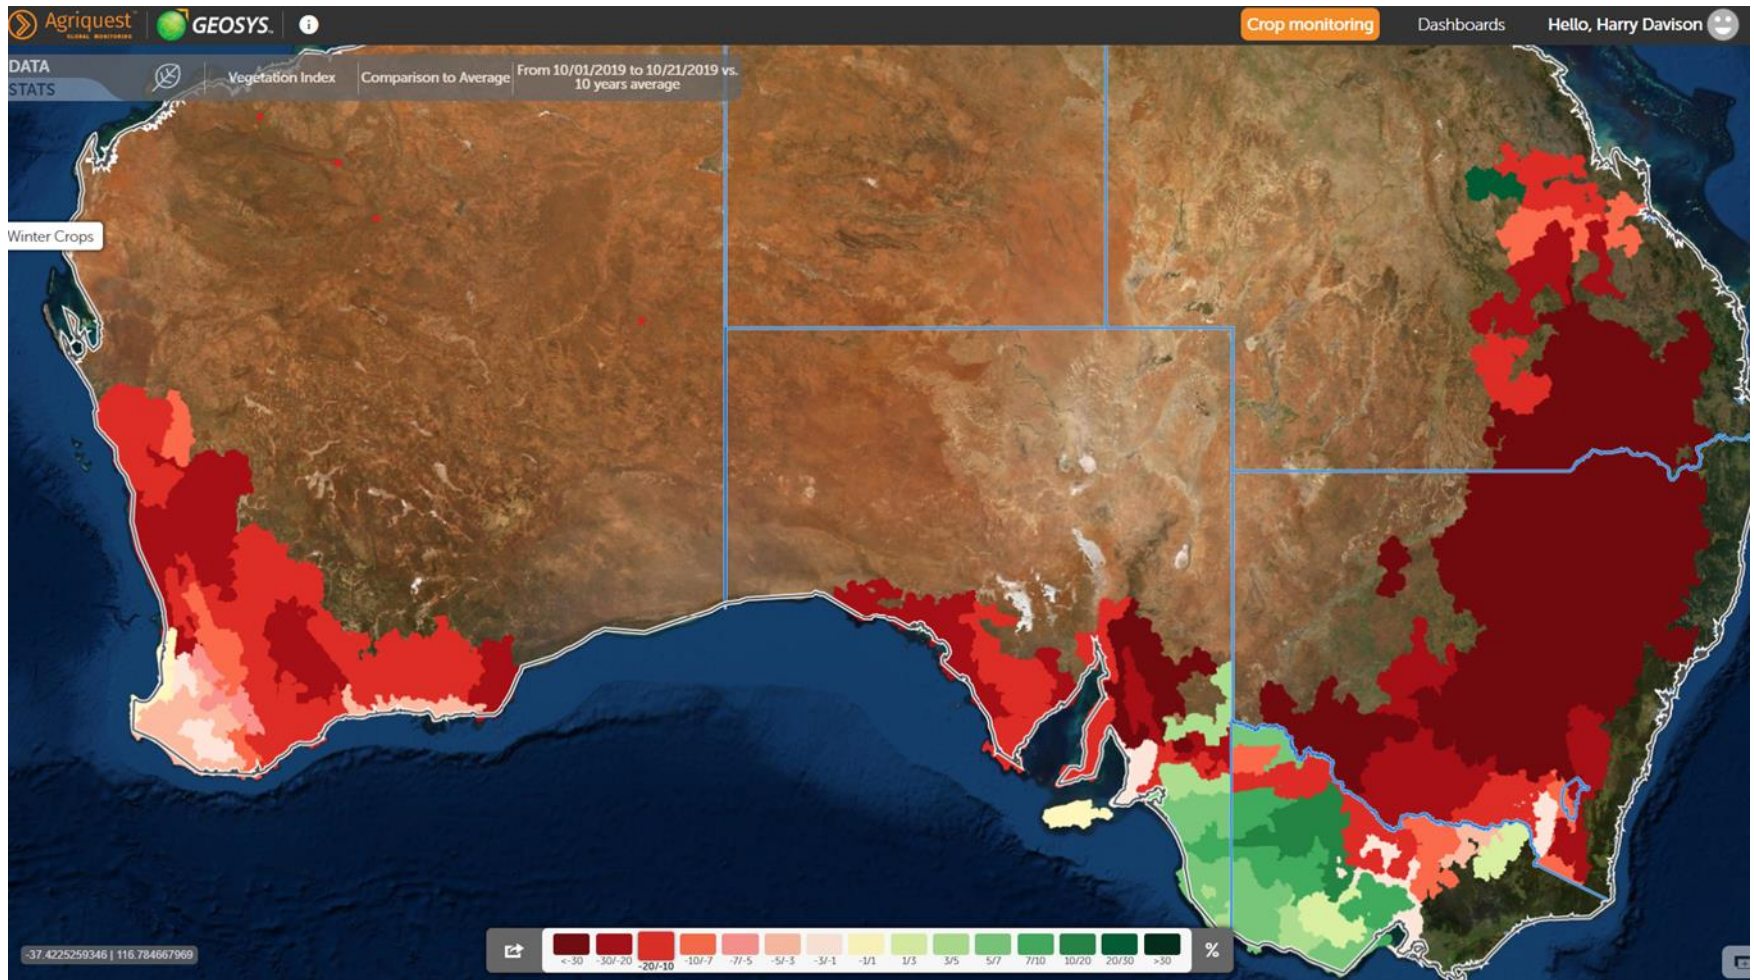 Agriquest
GLOBAL MONITORING
GEOSYS
Crop monitoring
Dashboards
Hello, Harry Davison
DATA
STATS
Vegetation Index
Comparison to Average
From 10/01/2019 to 10/21/2019 vs.
10 years average
Winter Crops
-37.4225259346 | 116.784667969
<-30 -30/-20 -20/-10 -10/-7 -7/-5 -5/-3 -3/-1 -1/1 1/3 3/5 5/7 7/10 10/20 20/30 >30 %